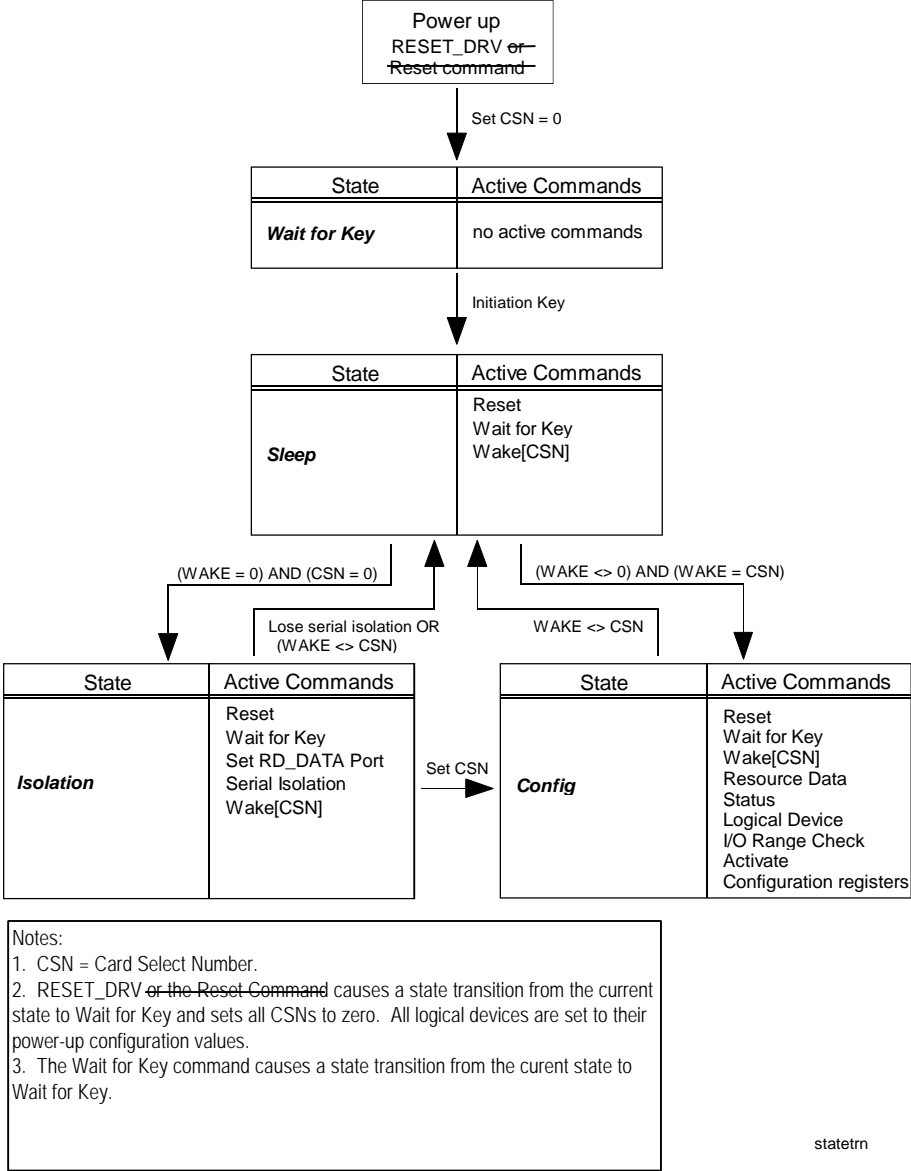 Power up
RESET_DRV or
Reset command
Set CSN = 0
State
Active Commands
Wait for Key
no active commands
Initiation Key
State
Active Commands
Sleep
Reset
Wait for Key
Wake[CSN]
(WAKE = 0) AND (CSN = 0)
(WAKE <> 0) AND (WAKE = CSN)
Lose serial isolation OR
(WAKE <> CSN)
WAKE <> CSN
State
Active Commands
Isolation
Reset
Wait for Key
Set RD_DATA Port
Serial Isolation
Wake[CSN]
Set CSN
State
Active Commands
Config
Reset
Wait for Key
Wake[CSN]
Resource Data
Status
Logical Device
I/O Range Check
Activate
Configuration registers
Notes:
1. CSN = Card Select Number.
2. RESET_DRV or the Reset Command causes a state transition from the current
state to Wait for Key and sets all CSNs to zero. All logical devices are set to their
power-up configuration values.
3. The Wait for Key command causes a state transition from the curent state to
Wait for Key.
statetrn